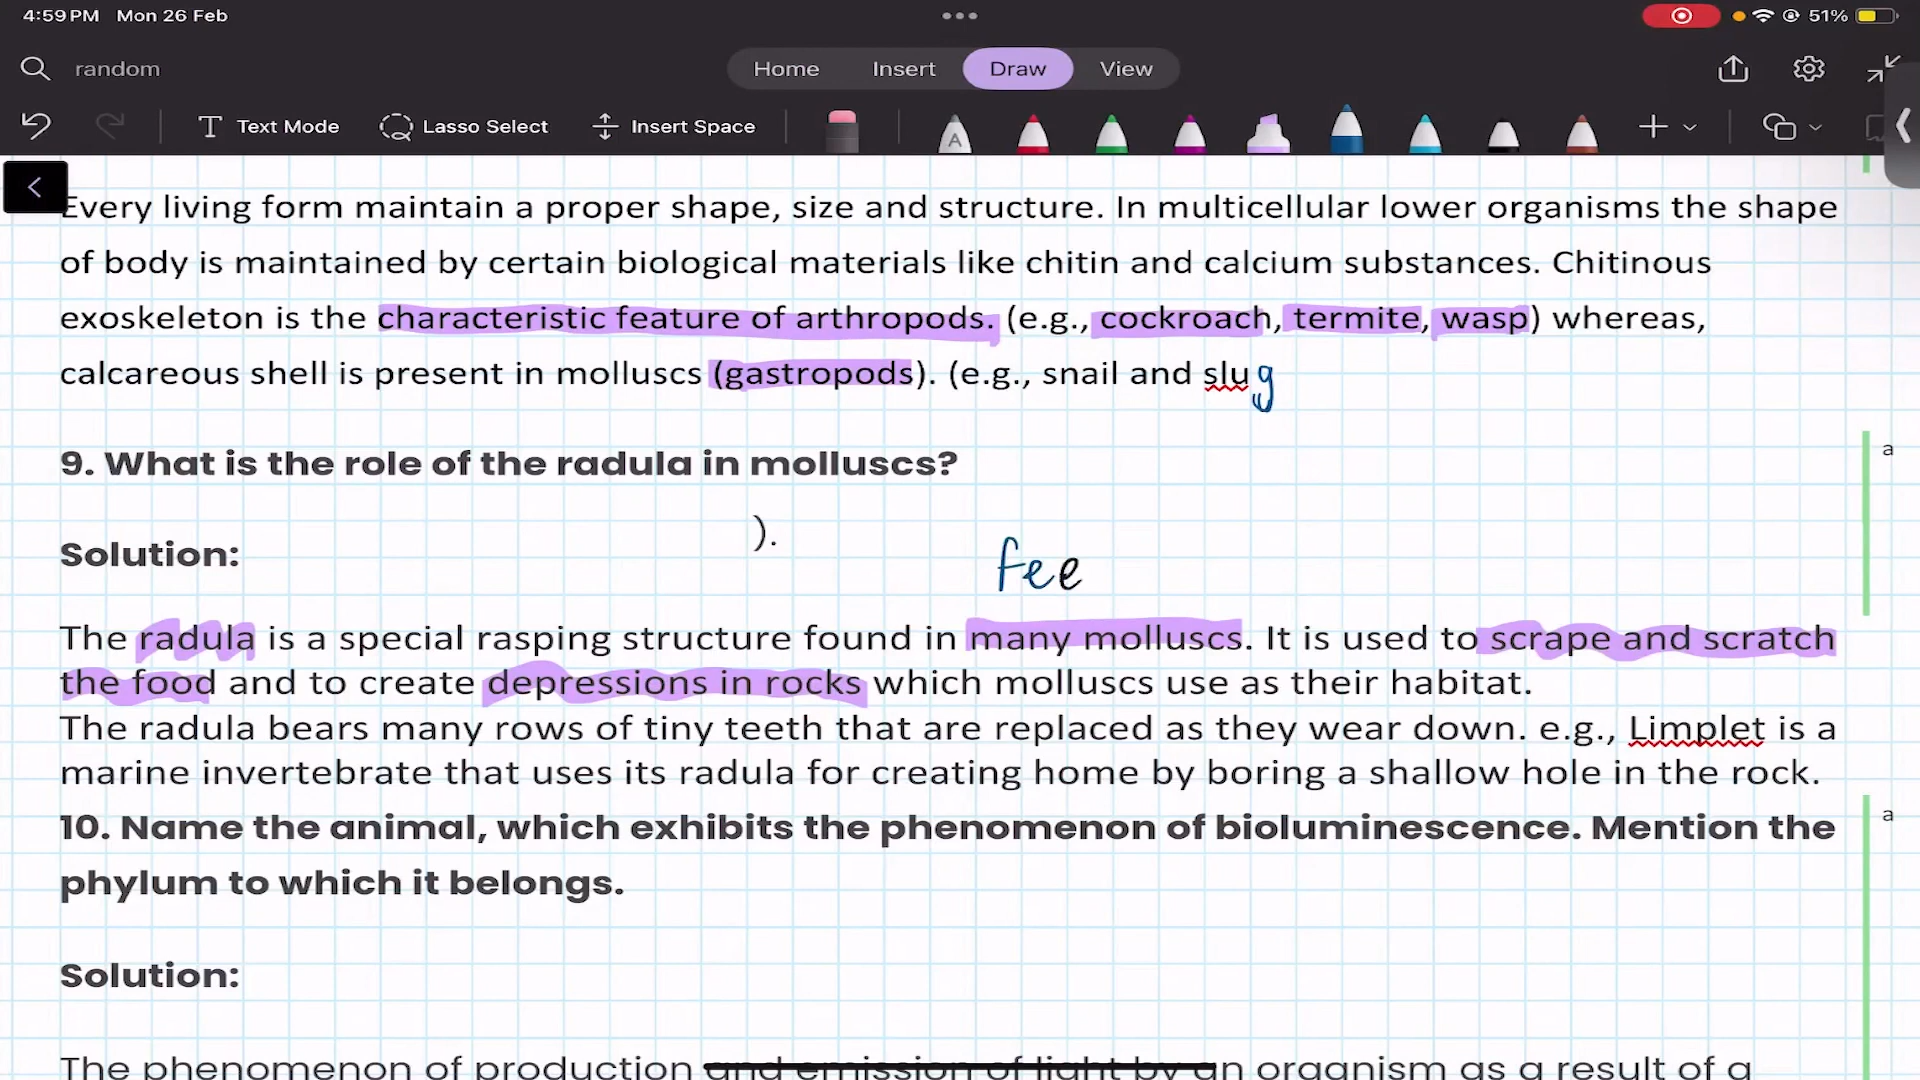 4:59 PM Mon 26 Feb
51%
random
Home Insert Draw View
Text Mode Lasso Select Insert Space
A
Every living form maintain a proper shape, size and structure. In multicellular lower organisms the shape
of body is maintained by certain biological materials like chitin and calcium substances. Chitinous
exoskeleton is the characteristic feature of arthropods. (e.g., cockroach, termite, wasp) whereas,
calcareous shell is present in molluscs (gastropods). (e.g., snail and slug
9. What is the role of the radula in molluscs?
a
).
Solution:
fee
The radula is a special rasping structure found in many molluscs. It is used to scrape and scratch
the food and to create depressions in rocks which molluscs use as their habitat.
The radula bears many rows of tiny teeth that are replaced as they wear down. e.g., Limplet is a
marine invertebrate that uses its radula for creating home by boring a shallow hole in the rock.
10. Name the animal, which exhibits the phenomenon of bioluminescence. Mention the
a
phylum to which it belongs.
Solution:
The phenomenon of production and emission of light by an organism as a result of a